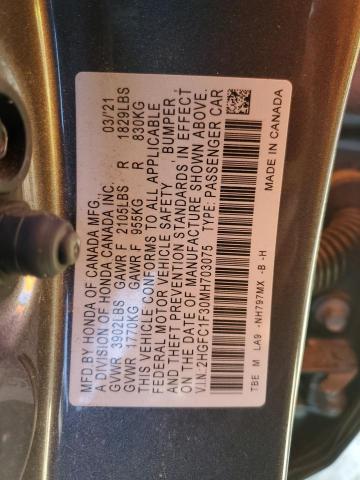 MFD BY HONDA OF CANADA MFG., 03/'21
A DIVISION OF HONDA CANADA INC.
GVWR 3902LBS GAWR F 2105LBS R 1829LBS
GVWR 1770KG GAWR F 955KG R 830KG
THIS VEHICLE CONFORMS TO ALL APPLICABLE
FEDERAL MOTOR VEHICLE SAFETY , BUMPER ,
AND THEFT PREVENTION STANDARDS IN EFFECT
ON THE DATE OF MANUFACTURE SHOWN ABOVE.
V.I.N: 2HGFC1F30MH703075 TYPE: PASSENGER CAR
TBE M LA9 -NH797MX -B -H MADE IN CANADA